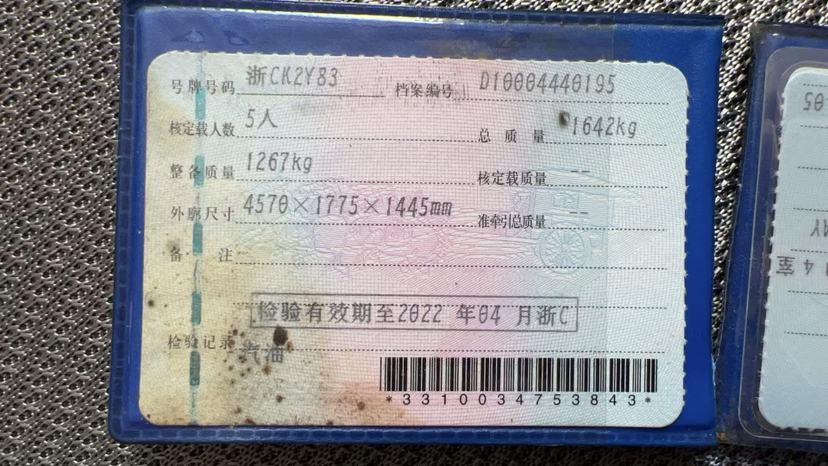 号牌号码 浙CK2Y83 档案编号 D10004440195
核定载人数 5人 总质量 1642kg
整备质量 1267kg 核定载质量 --
外廓尺寸 4570×1775×1445mm 准牵引总质量 --
备注
检验有效期至2022年04月浙C
检验记录
汽油
*3310034753843*